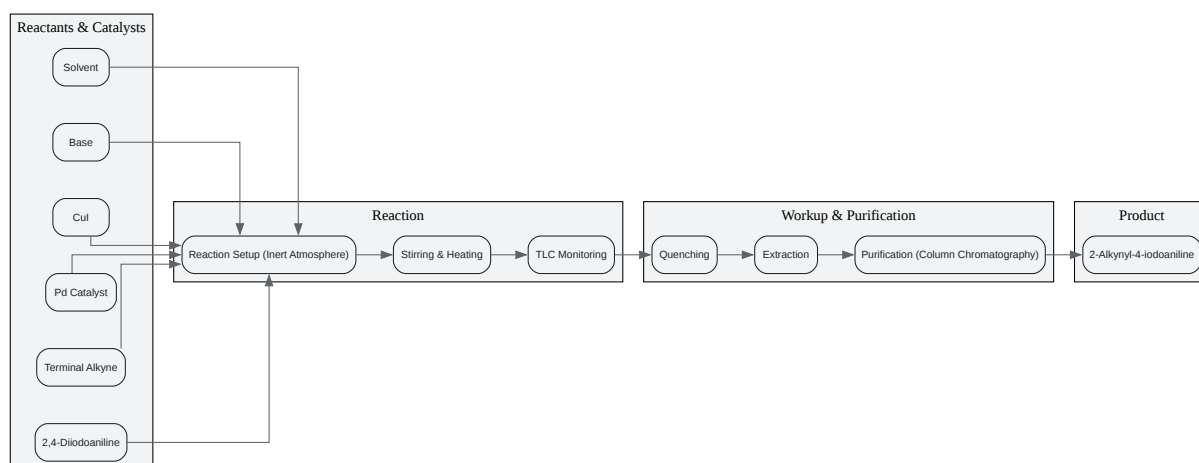 Reactants & Catalysts
Solvent
Base
CuI
Pd Catalyst
Terminal Alkyne
2,4-Diiodoaniline
Reaction
Reaction Setup (Inert Atmosphere)
Stirring & Heating
TLC Monitoring
Workup & Purification
Quenching
Extraction
Purification (Column Chromatography)
Product
2-Alkynyl-4-iodoaniline